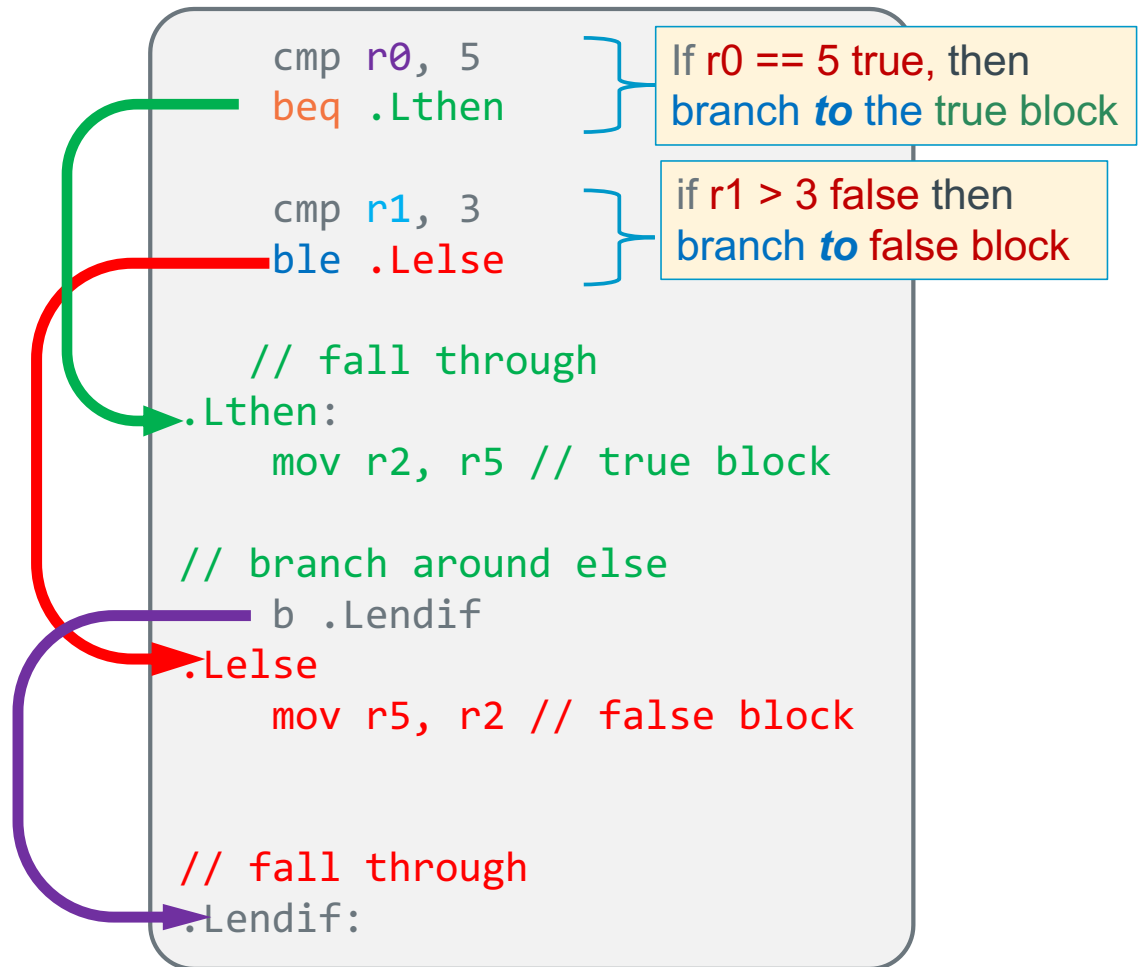 cmp r0, 5
beq .Lthen
If r0 == 5 true, then
branch to the true block
cmp r1, 3
ble .Lelse
if r1 > 3 false then
branch to false block
// fall through
.Lthen:
mov r2, r5 // true block
// branch around else
b .Lendif
.Lelse
mov r5, r2 // false block
// fall through
.Lendif: